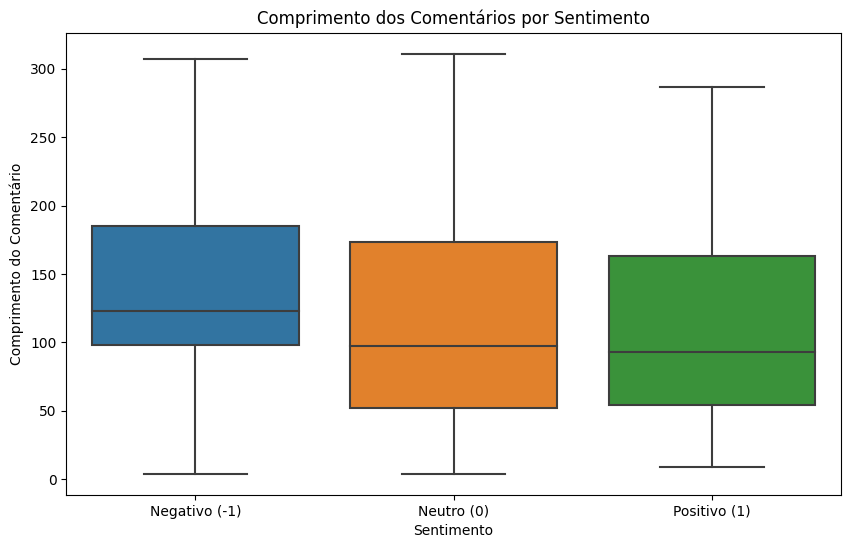 Comprimento dos Comentários por Sentimento
Comprimento do Comentário
300
250
200
150
100
50
0
Negativo (-1)
Neutro (0)
Positivo (1)
Sentimento